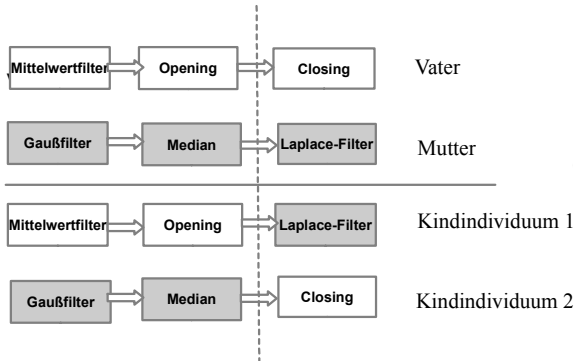 Mittelwertfilter Opening Closing Vater
Gaußfilter Median Laplace-Filter Mutter
Mittelwertfilter Opening Laplace-Filter Kindindividuum 1
Gaußfilter Median Closing Kindindividuum 2